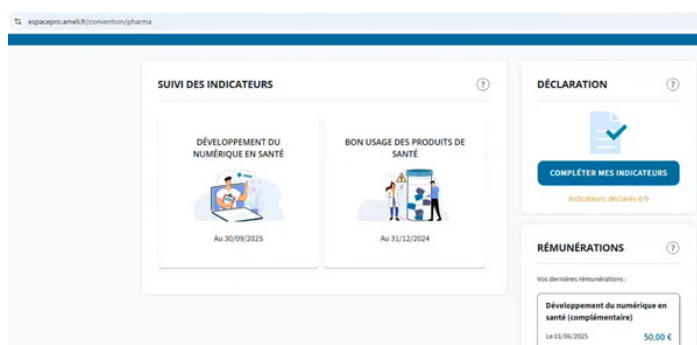 espacepro.ameli.fr/convention/pharma
SUIVI DES INDICATEURS
?
DÉVELOPPEMENT DU
NUMÉRIQUE EN SANTÉ
Au 30/09/2025
BON USAGE DES PRODUITS DE
SANTÉ
Au 31/12/2024
DÉCLARATION
?
COMPLÉTER MES INDICATEURS
Indicateurs déclarés 4/9
RÉMUNÉRATIONS
?
Vos dernières rémunérations :
Développement du numérique en
santé (complémentaire)
Le 01/06/2025
50,00 €